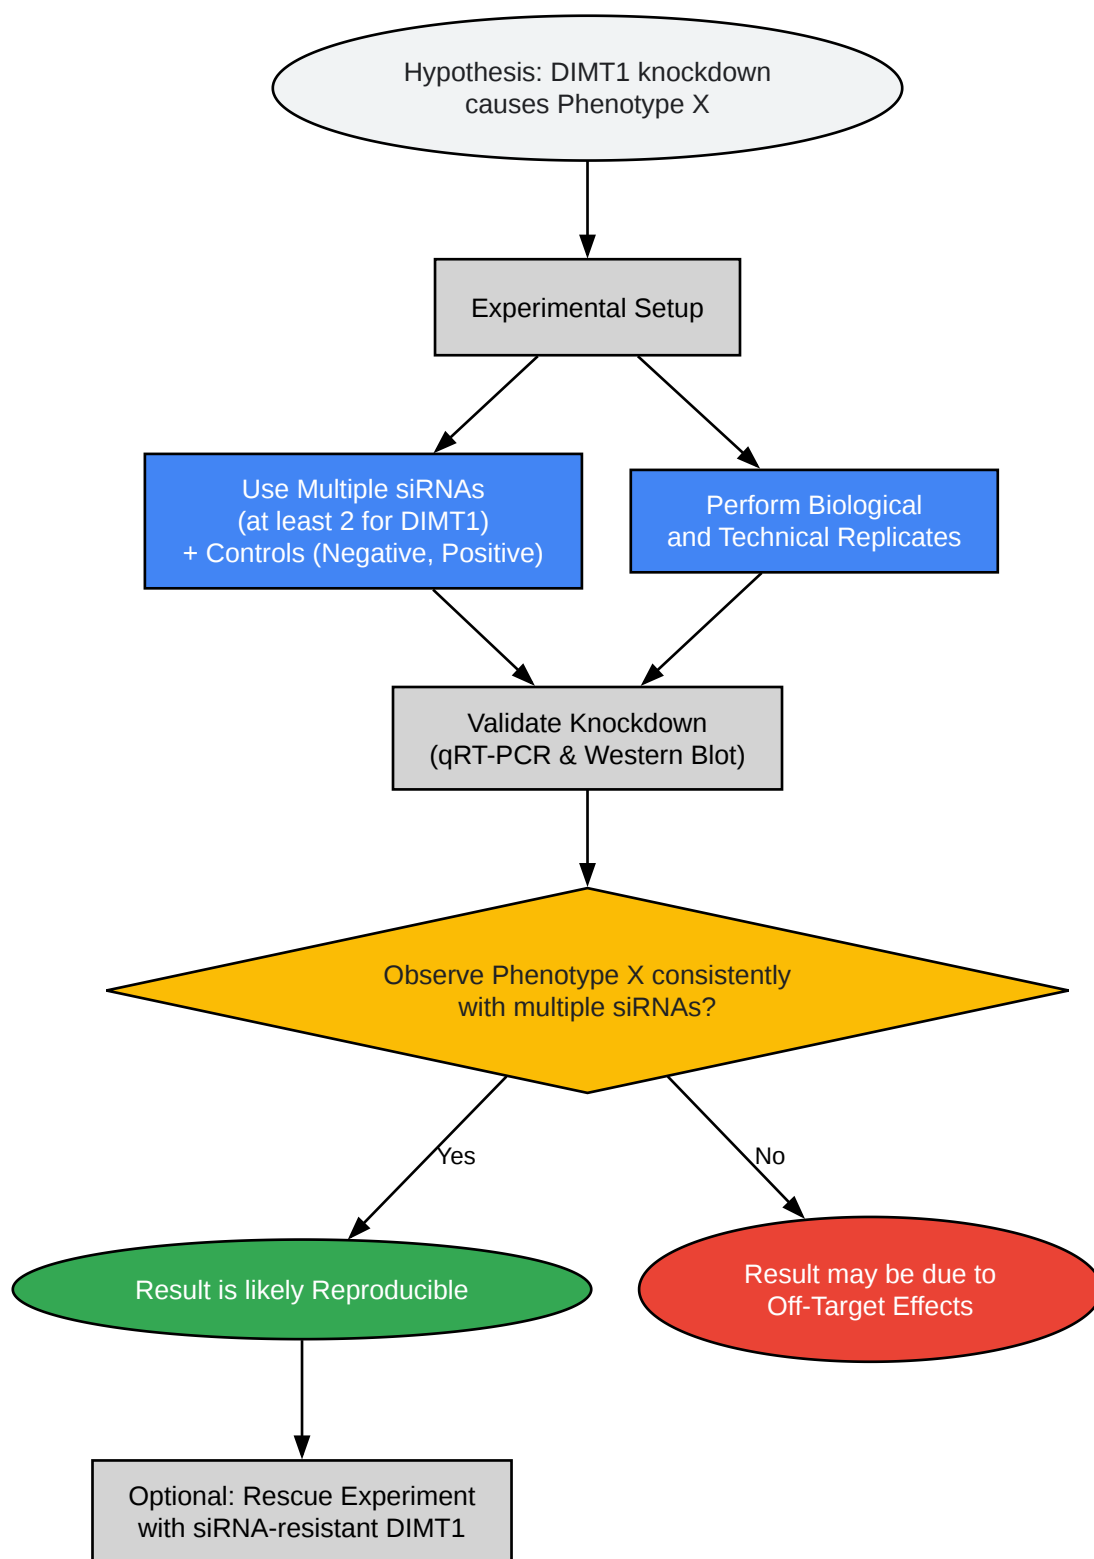 Hypothesis: DIMT1 knockdown
causes Phenotype X
Experimental Setup
Use Multiple siRNAs
(at least 2 for DIMT1)
+ Controls (Negative, Positive)
Perform Biological
and Technical Replicates
Validate Knockdown
(qRT-PCR & Western Blot)
Observe Phenotype X consistently
with multiple siRNAs?
Yes
No
Result is likely Reproducible
Result may be due to
Off-Target Effects
Optional: Rescue Experiment
with siRNA-resistant DIMT1